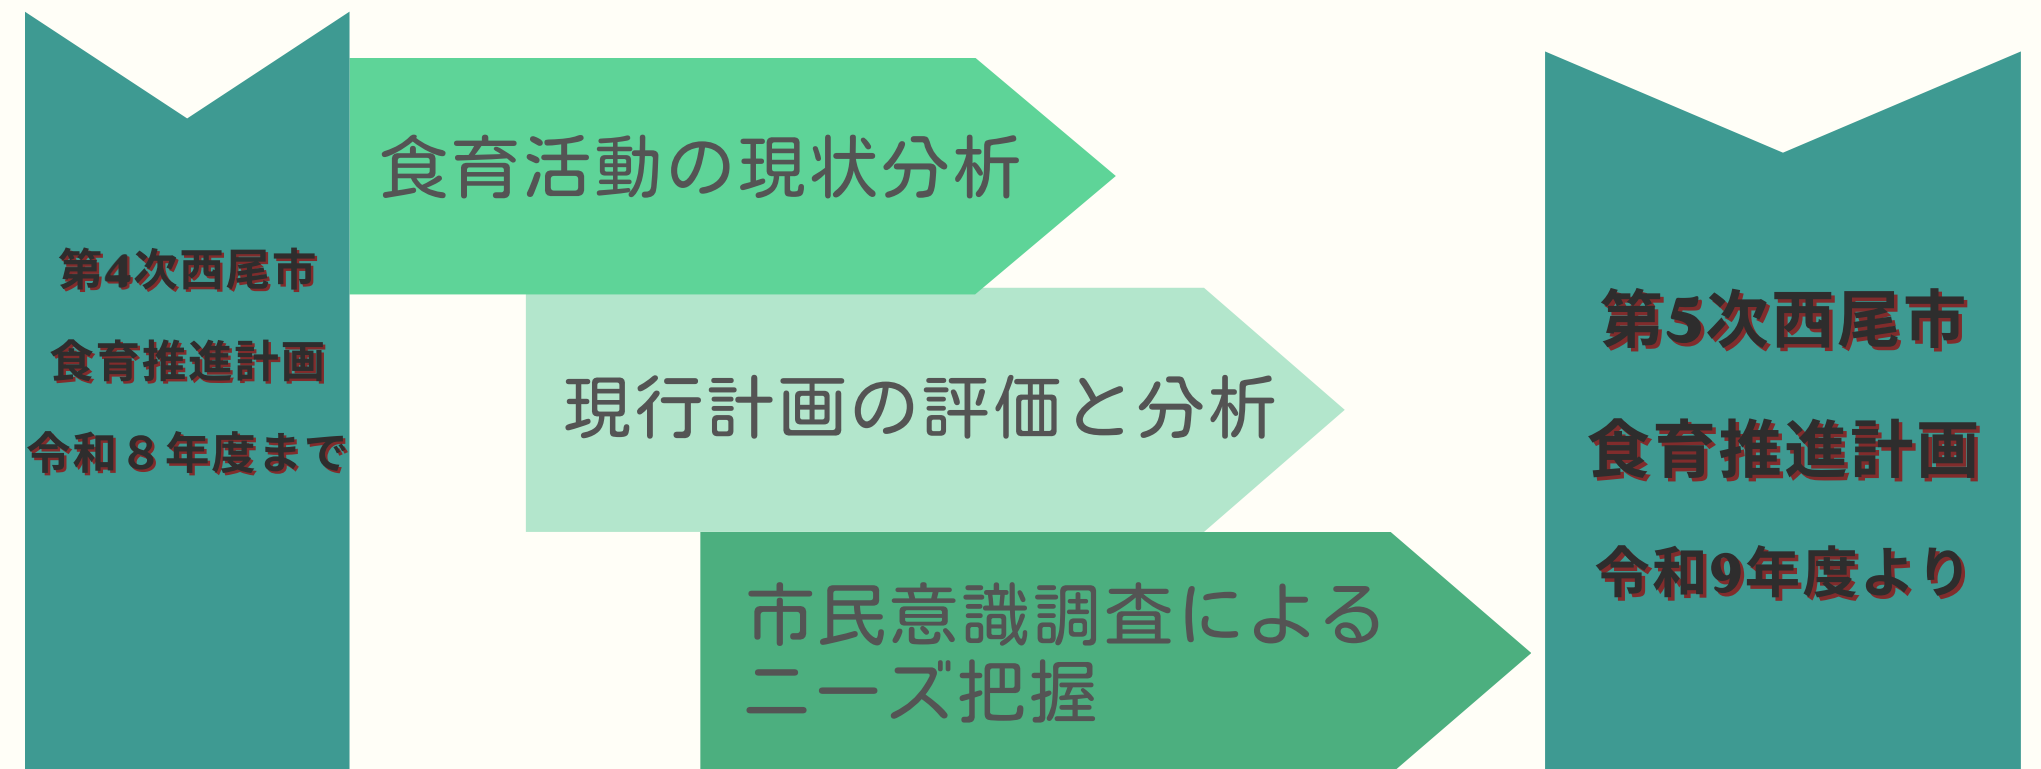 第4次西尾市
食育推進計画
令和８年度まで
食育活動の現状分析
現行計画の評価と分析
市民意識調査による
ニーズ把握
第5次西尾市
食育推進計画
令和9年度より